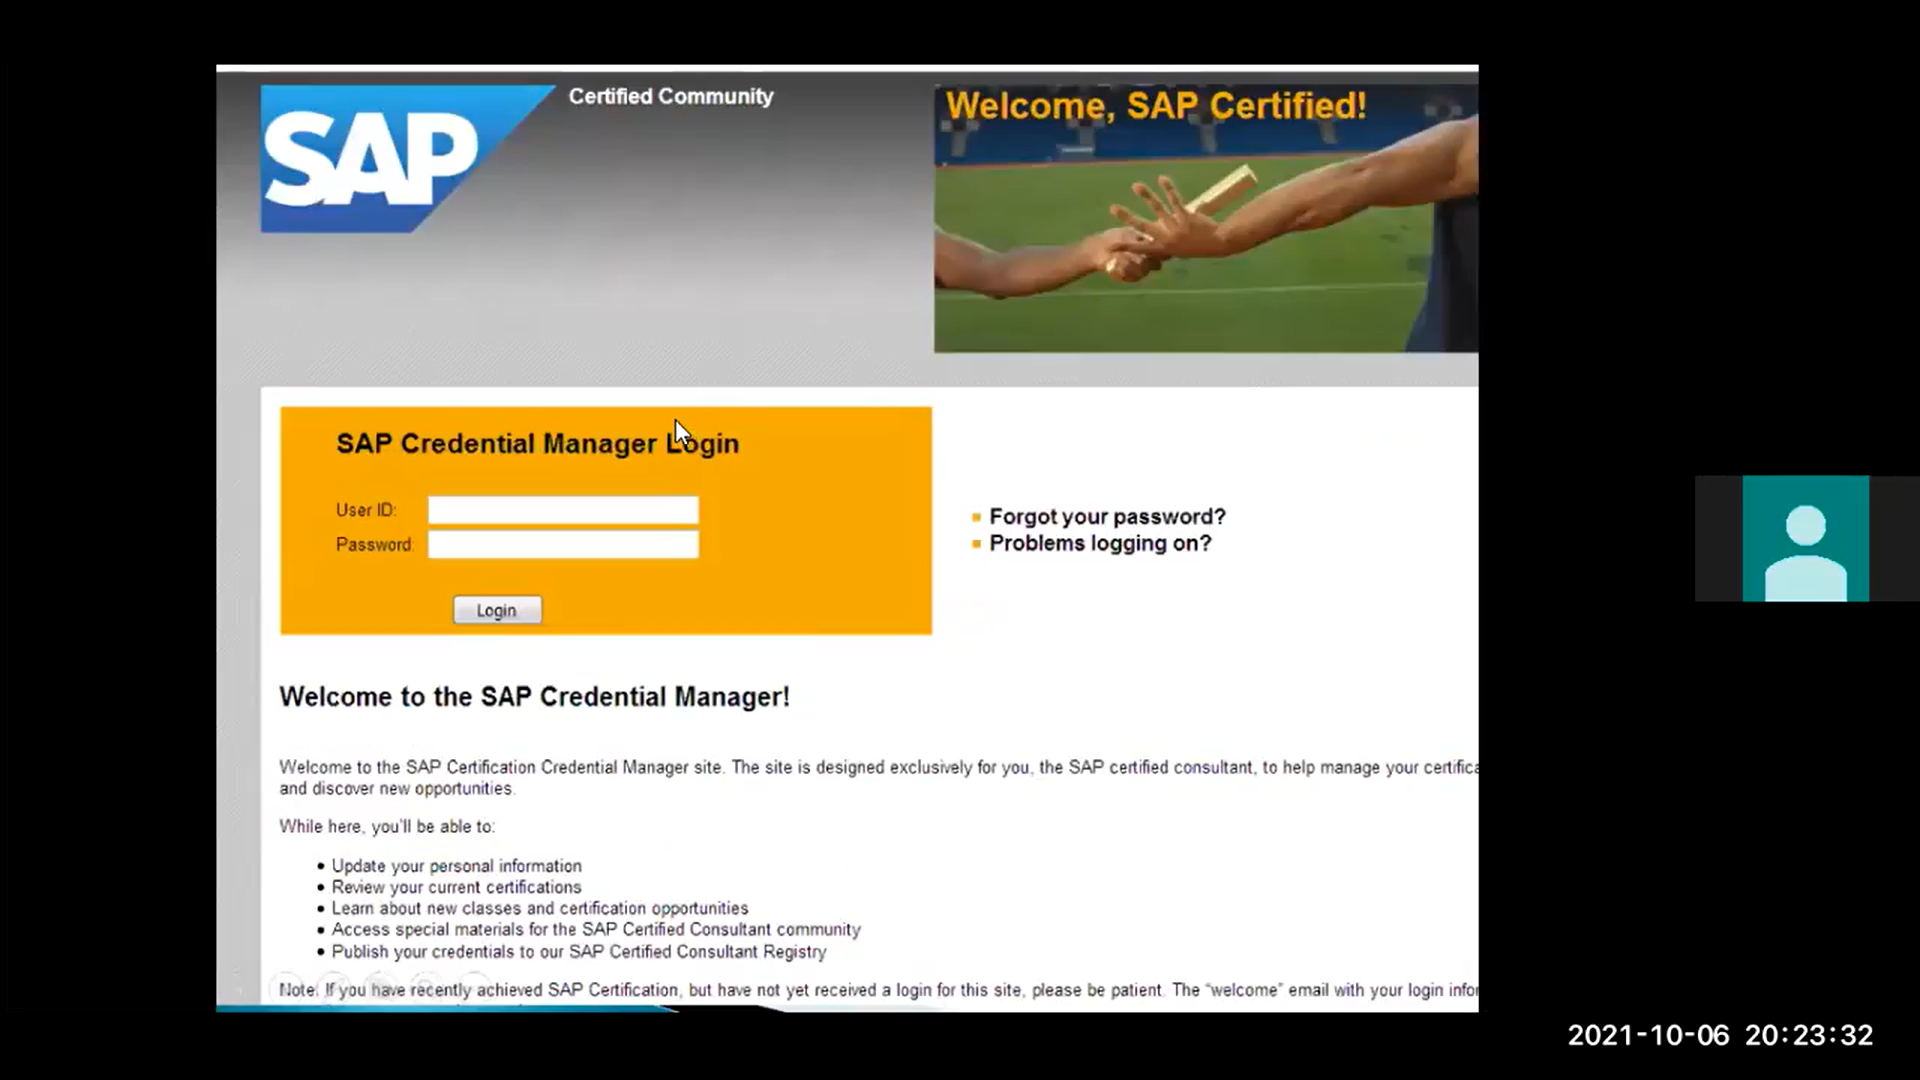 SAP
Certified Community
Welcome, SAP Certified!
SAP Credential Manager Login
User ID:
Password:
Login
Forgot your password?
Problems logging on?
Welcome to the SAP Credential Manager!
Welcome to the SAP Certification Credential Manager site. The site is designed exclusively for you, the SAP certified consultant, to help manage your certifica
and discover new opportunities.
While here, you'll be able to:
• Update your personal information
• Review your current certifications
• Learn about new classes and certification opportunities
• Access special materials for the SAP Certified Consultant community
• Publish your credentials to our SAP Certified Consultant Registry
Note: If you have recently achieved SAP Certification, but have not yet received a login for this site, please be patient. The “welcome” email with your login infor
2021-10-06 20:23:32